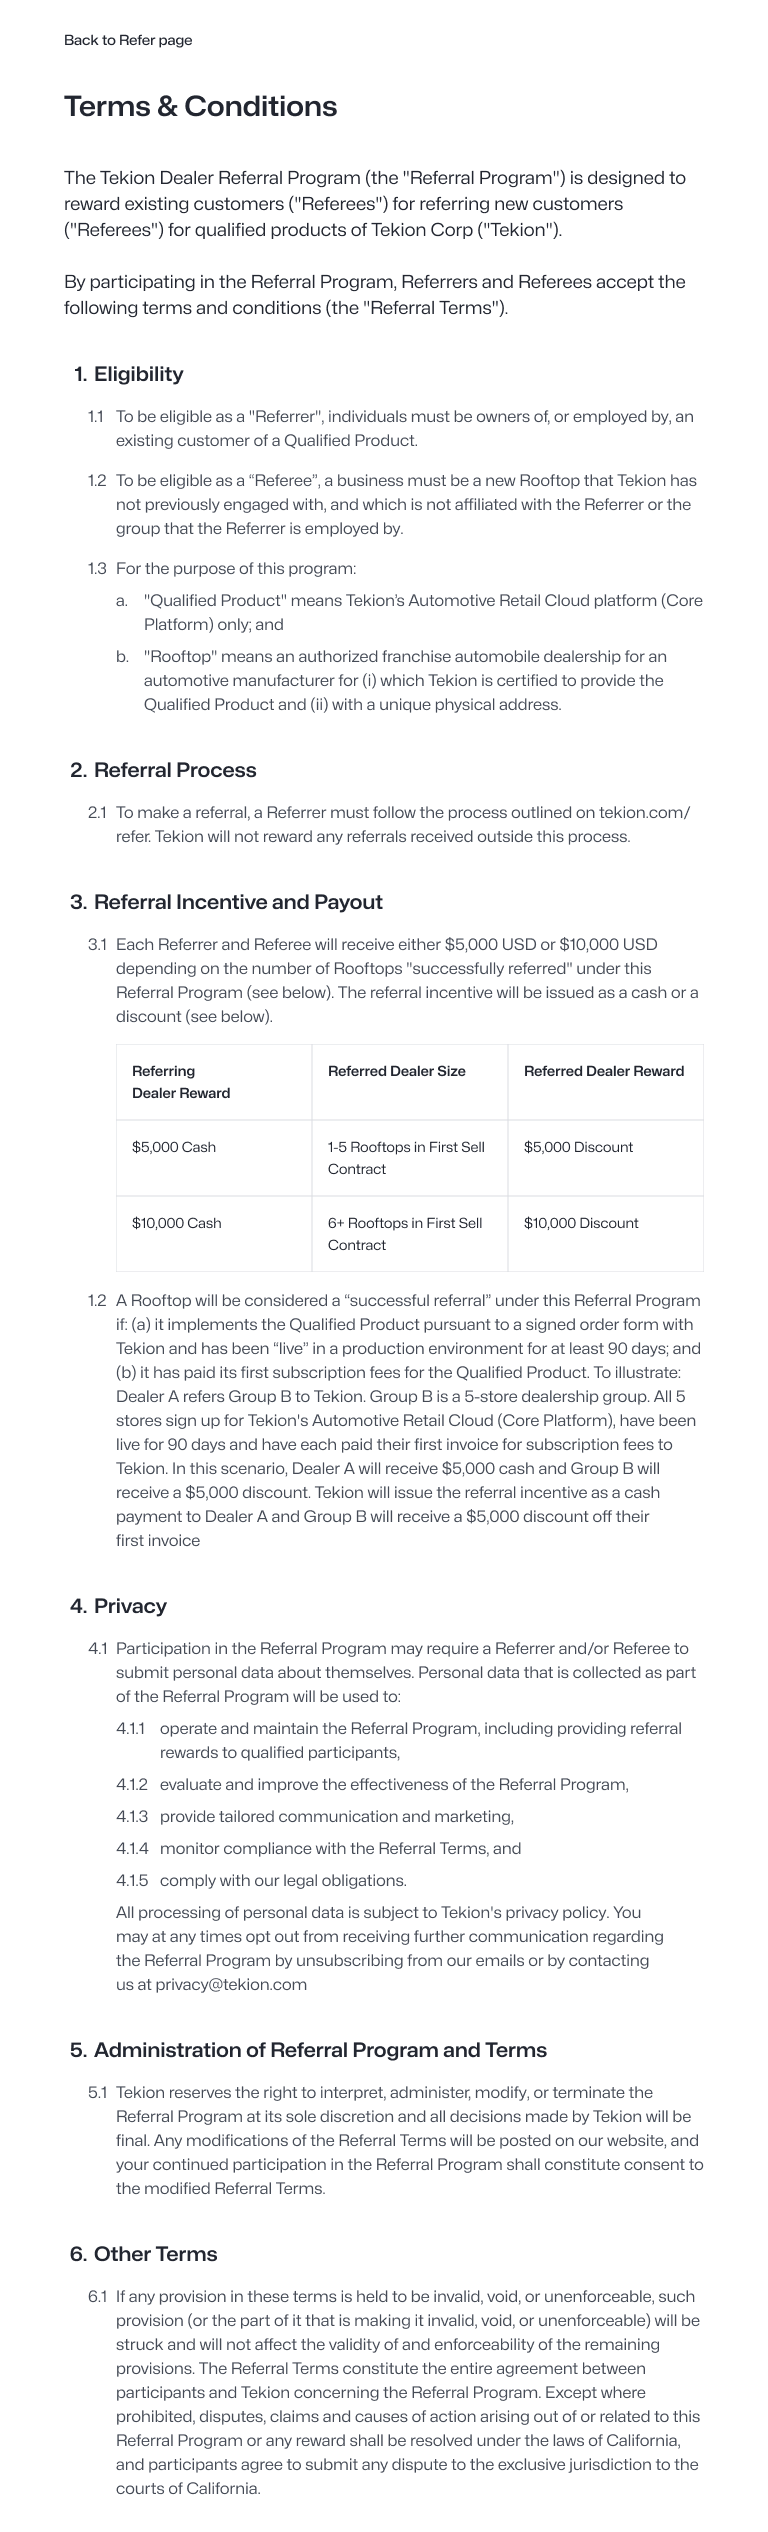 Back to Refer page
Terms & Conditions
The Tekion Dealer Referral Program (the "Referral Program") is designed to
reward existing customers ("Referees") for referring new customers
("Referees") for qualified products of Tekion Corp ("Tekion").
By participating in the Referral Program, Referrers and Referees accept the
following terms and conditions (the "Referral Terms").
1. Eligibility
1.1 To be eligible as a "Referrer", individuals must be owners of, or employed by, an
existing customer of a Qualified Product.
1.2 To be eligible as a “Referee”, a business must be a new Rooftop that Tekion has
not previously engaged with, and which is not affiliated with the Referrer or the
group that the Referrer is employed by.
1.3 For the purpose of this program:
a. "Qualified Product" means Tekion’s Automotive Retail Cloud platform (Core
Platform) only; and
b. "Rooftop" means an authorized franchise automobile dealership for an
automotive manufacturer for (i) which Tekion is certified to provide the
Qualified Product and (ii) with a unique physical address.
2. Referral Process
2.1 To make a referral, a Referrer must follow the process outlined on tekion.com/
refer. Tekion will not reward any referrals received outside this process.
3. Referral Incentive and Payout
3.1 Each Referrer and Referee will receive either $5,000 USD or $10,000 USD
depending on the number of Rooftops "successfully referred" under this
Referral Program (see below). The referral incentive will be issued as a cash or a
discount (see below).
Referring
Dealer Reward
Referred Dealer Size
Referred Dealer Reward
$5,000 Cash
1-5 Rooftops in First Sell
Contract
$5,000 Discount
$10,000 Cash
6+ Rooftops in First Sell
Contract
$10,000 Discount
1.2 A Rooftop will be considered a “successful referral” under this Referral Program
if: (a) it implements the Qualified Product pursuant to a signed order form with
Tekion and has been “live” in a production environment for at least 90 days; and
(b) it has paid its first subscription fees for the Qualified Product. To illustrate:
Dealer A refers Group B to Tekion. Group B is a 5-store dealership group. All 5
stores sign up for Tekion's Automotive Retail Cloud (Core Platform), have been
live for 90 days and have each paid their first invoice for subscription fees to
Tekion. In this scenario, Dealer A will receive $5,000 cash and Group B will
receive a $5,000 discount. Tekion will issue the referral incentive as a cash
payment to Dealer A and Group B will receive a $5,000 discount off their
first invoice
4. Privacy
4.1 Participation in the Referral Program may require a Referrer and/or Referee to
submit personal data about themselves. Personal data that is collected as part
of the Referral Program will be used to:
4.1.1 operate and maintain the Referral Program, including providing referral
rewards to qualified participants,
4.1.2 evaluate and improve the effectiveness of the Referral Program,
4.1.3 provide tailored communication and marketing,
4.1.4 monitor compliance with the Referral Terms, and
4.1.5 comply with our legal obligations.
All processing of personal data is subject to Tekion's privacy policy. You
may at any times opt out from receiving further communication regarding
the Referral Program by unsubscribing from our emails or by contacting
us at privacy@tekion.com
5. Administration of Referral Program and Terms
5.1 Tekion reserves the right to interpret, administer, modify, or terminate the
Referral Program at its sole discretion and all decisions made by Tekion will be
final. Any modifications of the Referral Terms will be posted on our website, and
your continued participation in the Referral Program shall constitute consent to
the modified Referral Terms.
6. Other Terms
6.1 If any provision in these terms is held to be invalid, void, or unenforceable, such
provision (or the part of it that is making it invalid, void, or unenforceable) will be
struck and will not affect the validity of and enforceability of the remaining
provisions. The Referral Terms constitute the entire agreement between
participants and Tekion concerning the Referral Program. Except where
prohibited, disputes, claims and causes of action arising out of or related to this
Referral Program or any reward shall be resolved under the laws of California,
and participants agree to submit any dispute to the exclusive jurisdiction to the
courts of California.